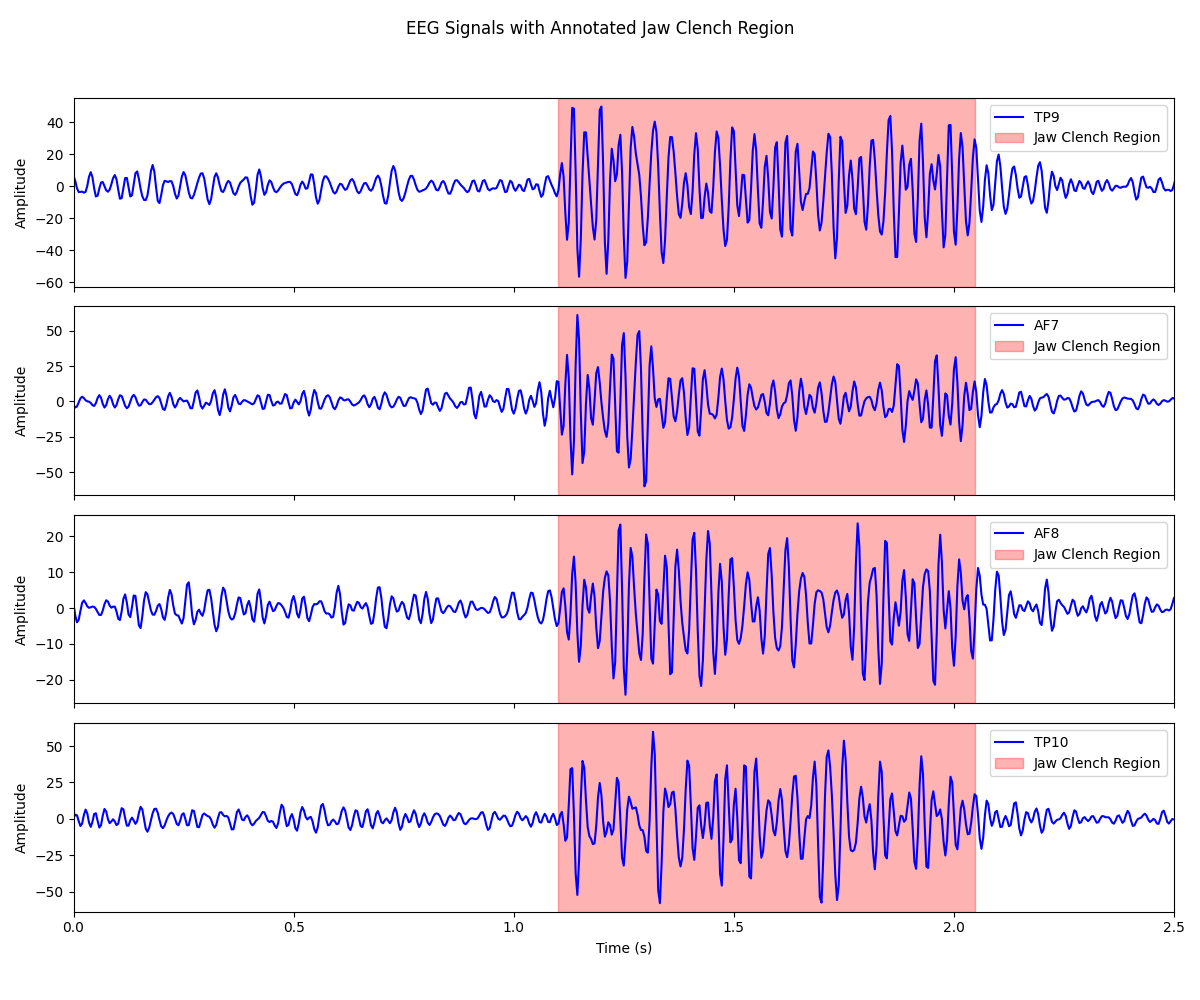 EEG Signals with Annotated Jaw Clench Region
Amplitude
40
20
0
−20
−40
−60
TP9
Jaw Clench Region
Amplitude
50
25
0
−25
−50
AF7
Jaw Clench Region
Amplitude
20
10
0
−10
−20
AF8
Jaw Clench Region
Amplitude
50
25
0
−25
−50
TP10
Jaw Clench Region
0.0 0.5 1.0 1.5 2.0 2.5
Time (s)